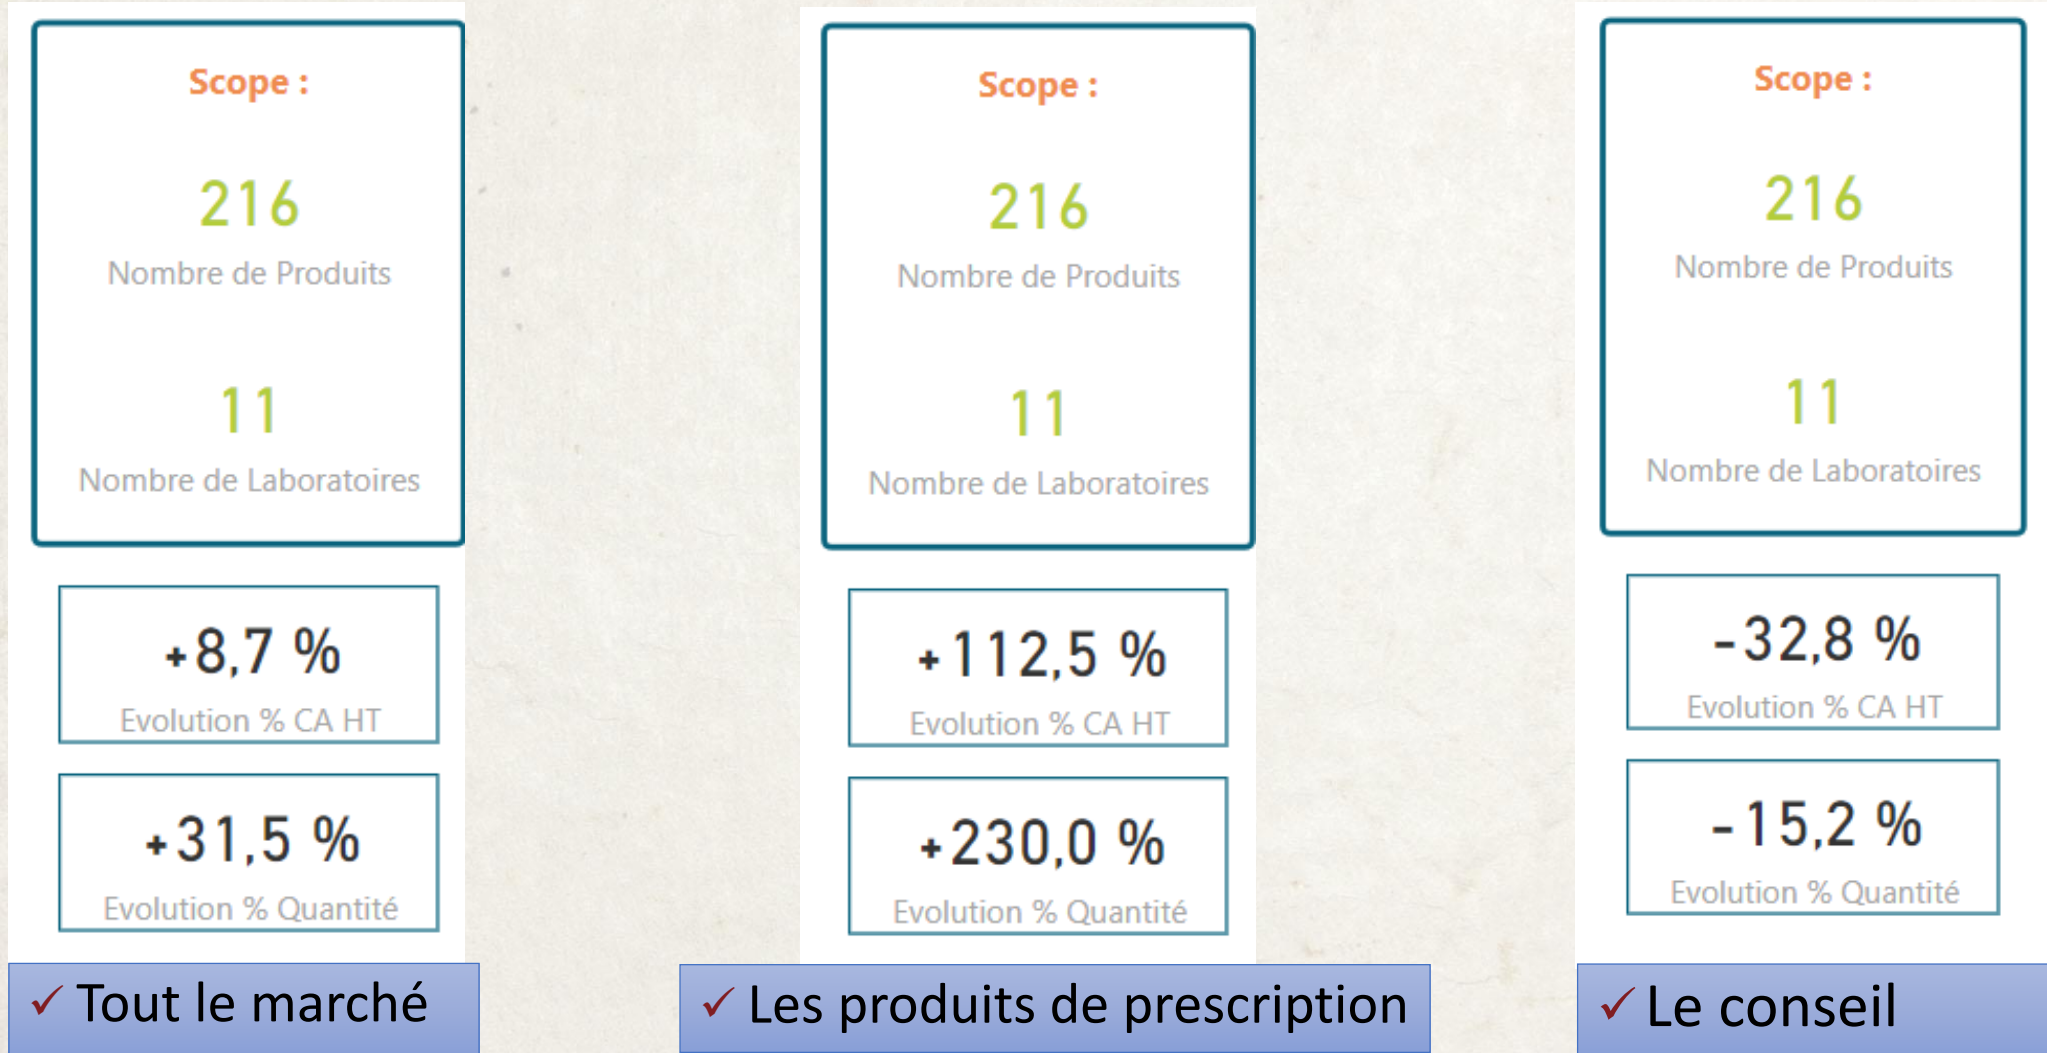 Scope :
216
Nombre de Produits
11
Nombre de Laboratoires
+8,7 %
Evolution % CA HT
+31,5 %
Evolution % Quantité
✓ Tout le marché
Scope :
216
Nombre de Produits
11
Nombre de Laboratoires
+112,5 %
Evolution % CA HT
+230,0 %
Evolution % Quantité
✓ Les produits de prescription
Scope :
216
Nombre de Produits
11
Nombre de Laboratoires
-32,8 %
Evolution % CA HT
-15,2 %
Evolution % Quantité
✓ Le conseil